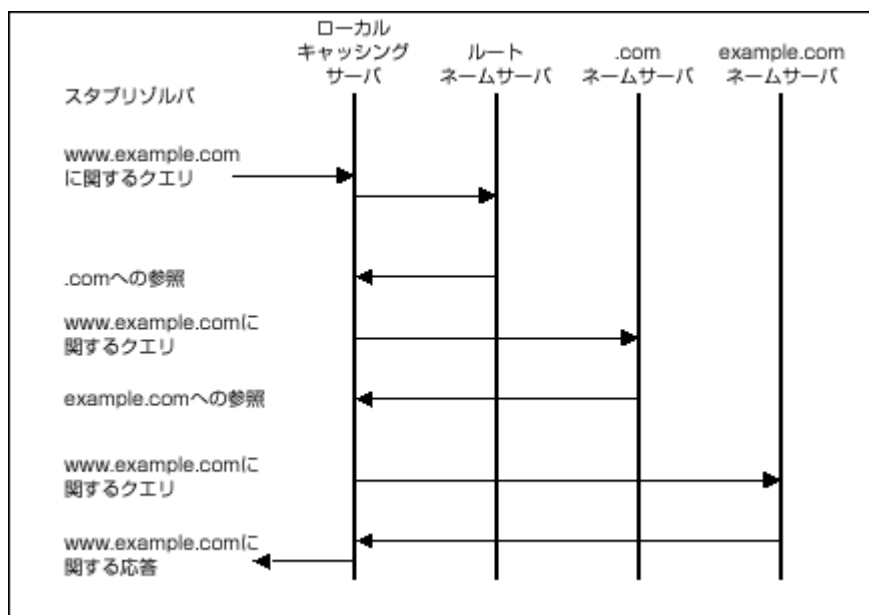 ローカル
キャッシング
サーバ
ルート
ネームサーバ
.com
ネームサーバ
example.com
ネームサーバ
スタブリゾルバ
www.example.com
に関するクエリ
.comへの参照
www.example.comに
関するクエリ
example.comへの参照
www.example.comに
関するクエリ
www.example.comに
関する応答